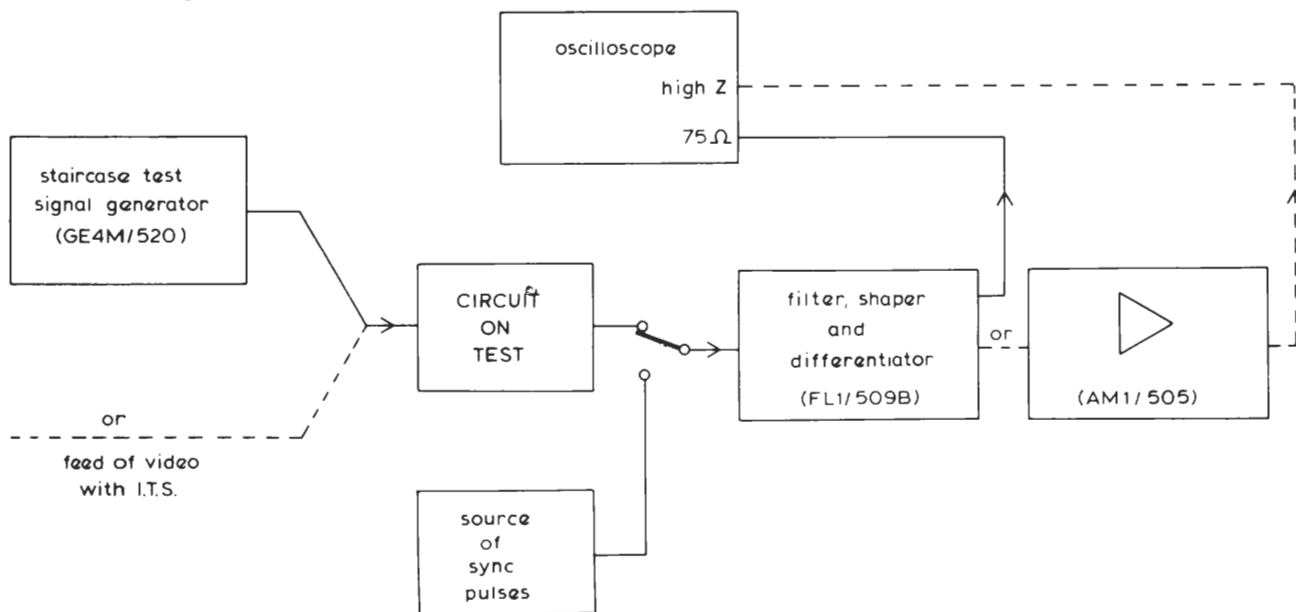 oscilloscope
high Z
75Ω
staircase test
signal generator
(GE4M/520)
CIRCUIT
ON
TEST
filter, shaper
and
differentiator
(FL1/509B)
or
(AM1/505)
or
feed of video
with I.T.S.
source
of
sync
pulses